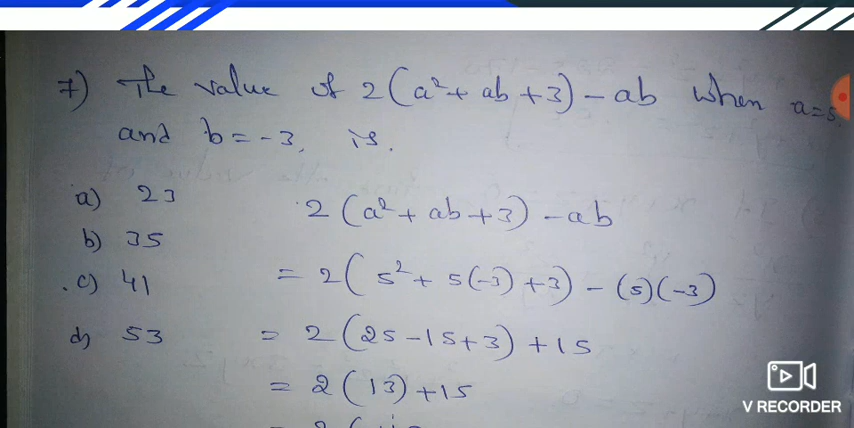 7) The value of 2(a²+ ab +3) - ab when a=5
and b = -3, is.
a) 23
b) 35
c) 41
d) 53
2 (a² + ab + 3) - ab
= 2( 5² + 5(-3) +3) - (5)(-3)
= 2 (25 - 15 + 3) + 15
= 2 (13) + 15
V RECORDER